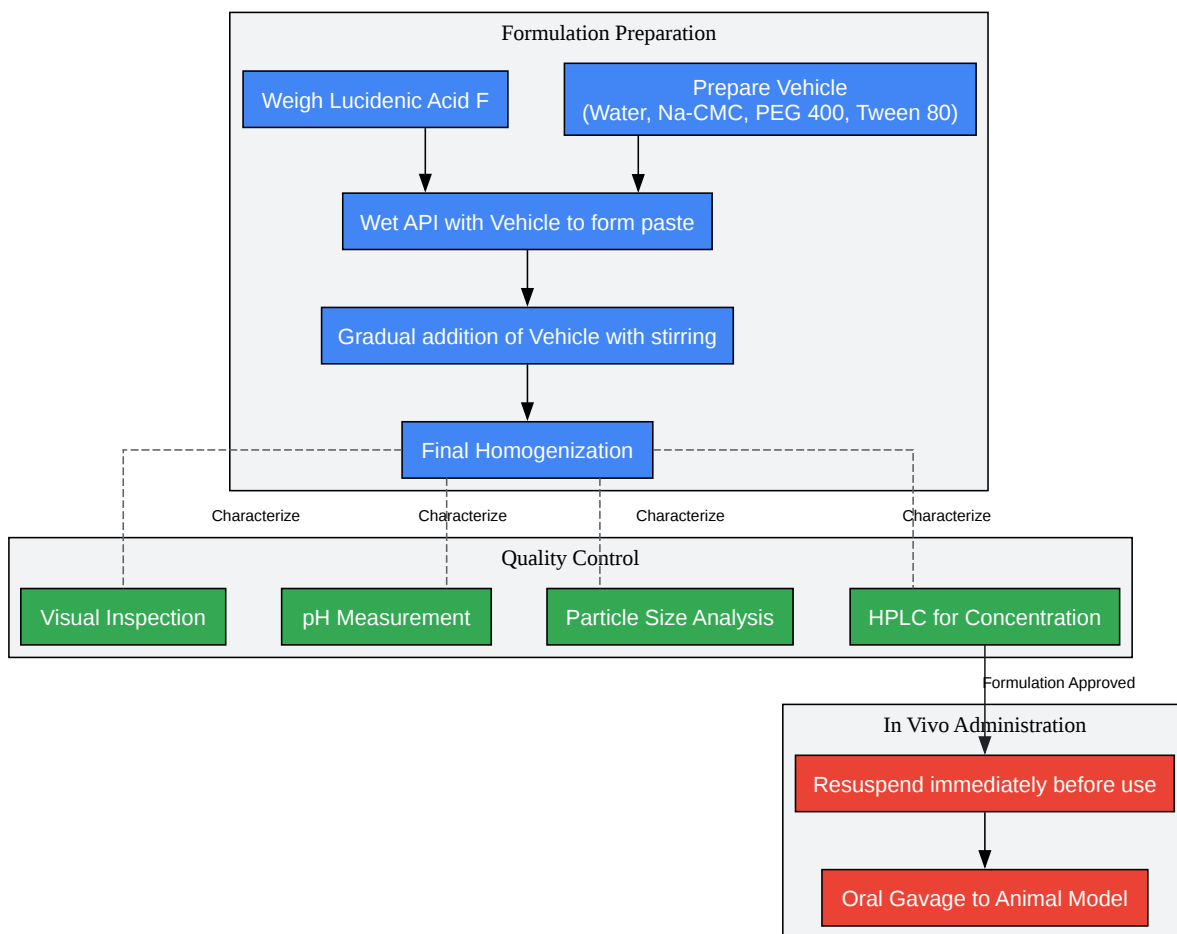 Formulation Preparation
Weigh Lucidenic Acid F
Prepare Vehicle
(Water, Na-CMC, PEG 400, Tween 80)
Wet API with Vehicle to form paste
Gradual addition of Vehicle with stirring
Final Homogenization
Characterize
Characterize
Characterize
Characterize
Quality Control
Visual Inspection
pH Measurement
Particle Size Analysis
HPLC for Concentration
Formulation Approved
In Vivo Administration
Resuspend immediately before use
Oral Gavage to Animal Model